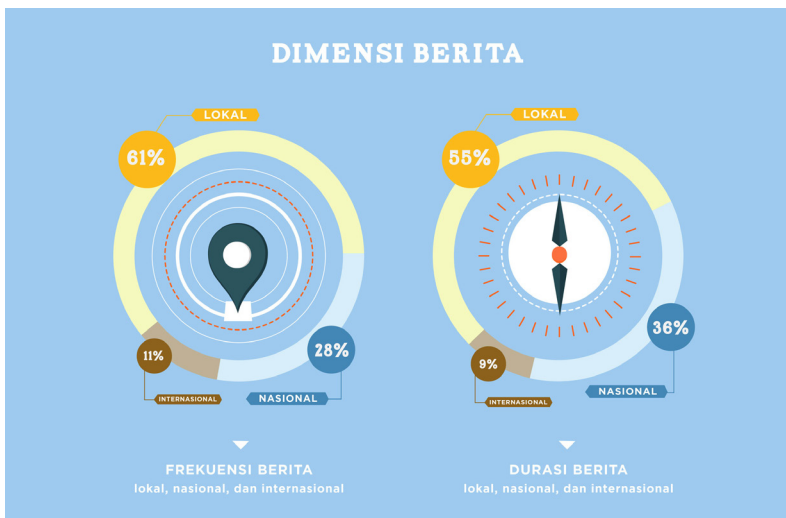 DIMENSI BERITA
LOKAL
61%
11%
INTERNASIONAL
28%
NASIONAL
FREKUENSI BERITA
lokal, nasional, dan internasional
LOKAL
55%
36%
9%
NASIONAL
INTERNASIONAL
DURASI BERITA
lokal, nasional, dan internasional